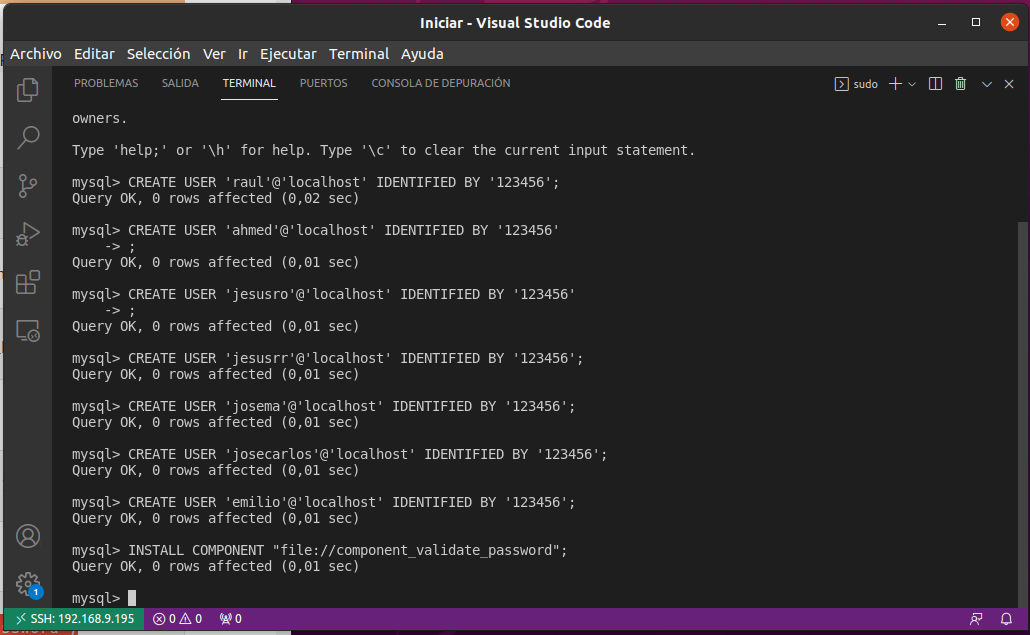 Iniciar - Visual Studio Code
Archivo Editar Selección Ver Ir Ejecutar Terminal Ayuda
PROBLEMAS SALIDA TERMINAL PUERTOS CONSOLA DE DEPURACIÓN sudo
owners.
Type 'help;' or '\h' for help. Type '\c' to clear the current input statement.
mysql> CREATE USER 'raul'@'localhost' IDENTIFIED BY '123456';
Query OK, 0 rows affected (0,02 sec)
mysql> CREATE USER 'ahmed'@'localhost' IDENTIFIED BY '123456'
-> ;
Query OK, 0 rows affected (0,01 sec)
mysql> CREATE USER 'jesusro'@'localhost' IDENTIFIED BY '123456'
-> ;
Query OK, 0 rows affected (0,01 sec)
mysql> CREATE USER 'jesusrr'@'localhost' IDENTIFIED BY '123456';
Query OK, 0 rows affected (0,01 sec)
mysql> CREATE USER 'josema'@'localhost' IDENTIFIED BY '123456';
Query OK, 0 rows affected (0,01 sec)
mysql> CREATE USER 'josecarlos'@'localhost' IDENTIFIED BY '123456';
Query OK, 0 rows affected (0,01 sec)
mysql> CREATE USER 'emilio'@'localhost' IDENTIFIED BY '123456';
Query OK, 0 rows affected (0,01 sec)
mysql> INSTALL COMPONENT "file://component_validate_password";
Query OK, 0 rows affected (0,01 sec)
mysql>
1
SSH: 192.168.9.195 0 0 0